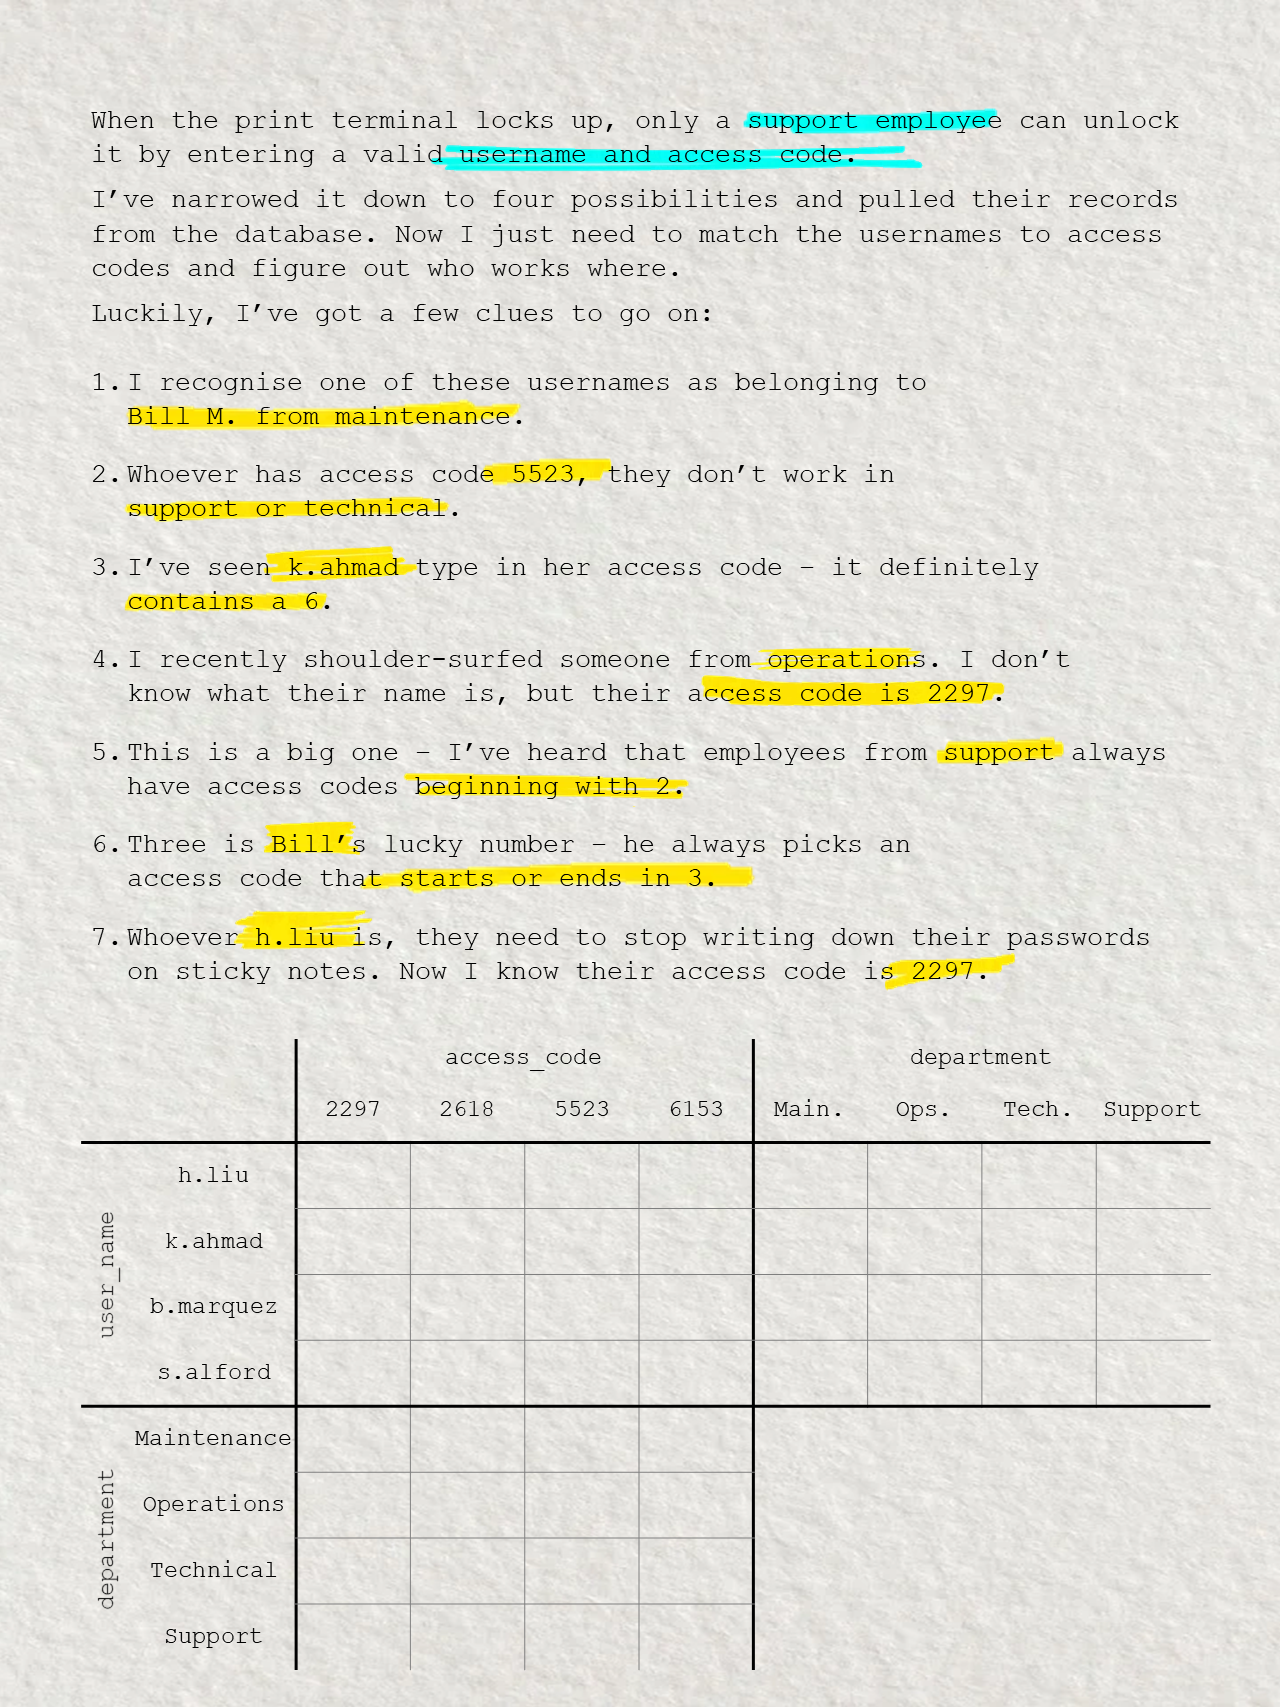 When the print terminal locks up, only a support employee can unlock
it by entering a valid username and access code.
I’ve narrowed it down to four possibilities and pulled their records
from the database. Now I just need to match the usernames to access
codes and figure out who works where.
Luckily, I’ve got a few clues to go on:
1. I recognise one of these usernames as belonging to
Bill M. from maintenance.
2. Whoever has access code 5523, they don’t work in
support or technical.
3. I’ve seen k.ahmad type in her access code – it definitely
contains a 6.
4. I recently shoulder-surfed someone from operations. I don’t
know what their name is, but their access code is 2297.
5. This is a big one – I’ve heard that employees from support always
have access codes beginning with 2.
6. Three is Bill’s lucky number – he always picks an
access code that starts or ends in 3.
7. Whoever h.liu is, they need to stop writing down their passwords
on sticky notes. Now I know their access code is 2297.
access_code department
2297 2618 5523 6153 Main. Ops. Tech. Support
user_name
h.liu
k.ahmad
b.marquez
s.alford
department
Maintenance
Operations
Technical
Support